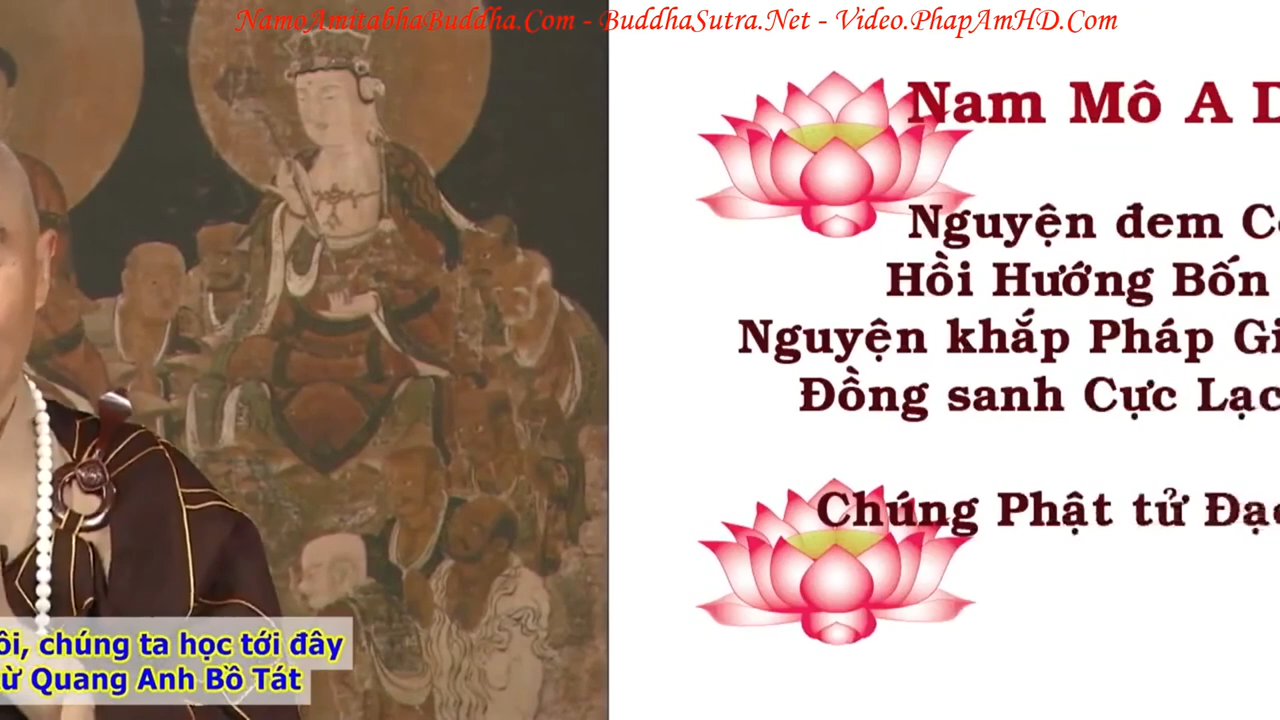 NamoAmitabhaBuddha.Com - BuddhaSutra.Net - Video.PhapAmHD.Com
Nam Mô A
Nguyện đem
Hồi Hướng Bốn
Nguyện khắp Pháp
Đồng sanh Cực Lạc
Chúng Phật tử
chúng ta học tới đây
Quang Anh Bồ Tát